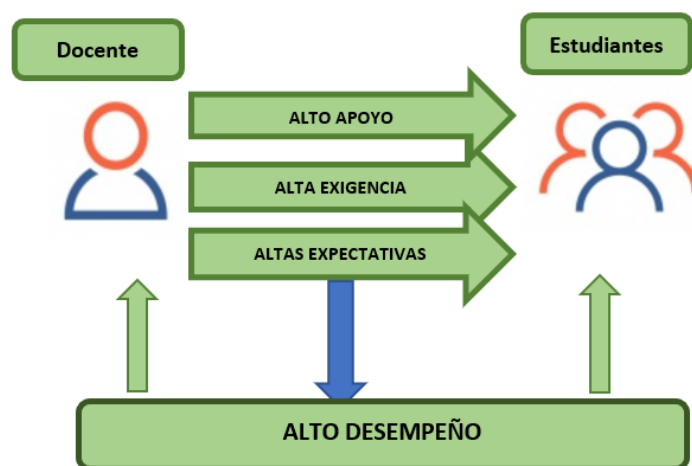 Docente
Estudiantes
ALTO APOYO
ALTA EXIGENCIA
ALTAS EXPECTATIVAS
ALTO DESEMPEÑO